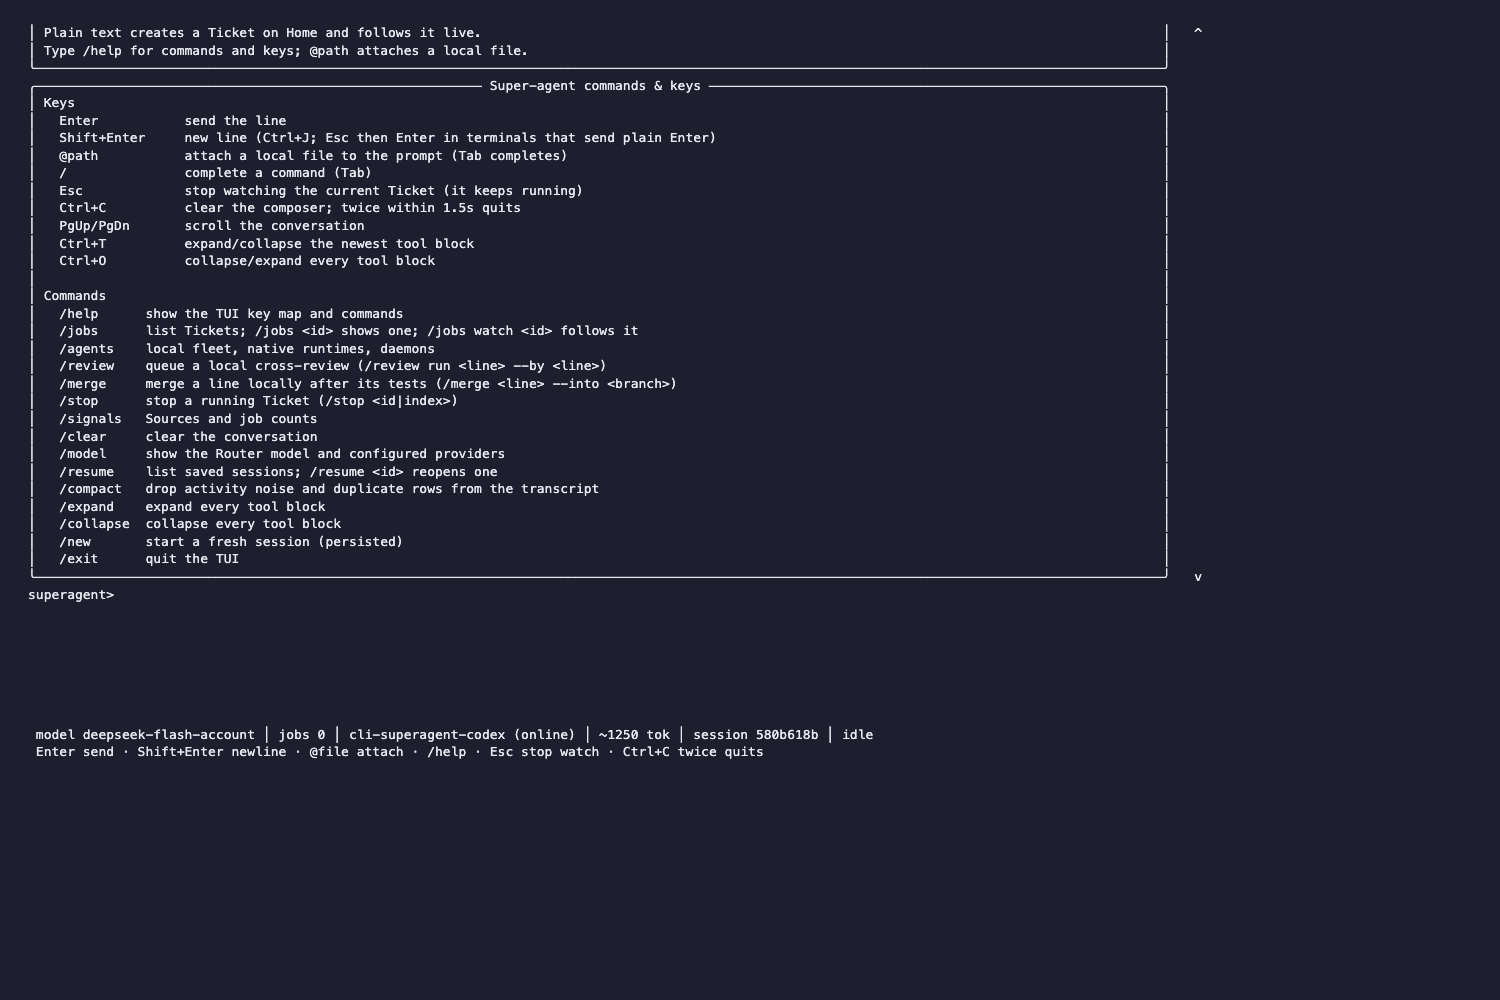 Plain text creates a Ticket on Home and follows it live.
^
Type /help for commands and keys; @path attaches a local file.
Super-agent commands & keys
Keys
Enter send the line
Shift+Enter new line (Ctrl+J; Esc then Enter in terminals that send plain Enter)
@path attach a local file to the prompt (Tab completes)
/ complete a command (Tab)
Esc stop watching the current Ticket (it keeps running)
Ctrl+C clear the composer; twice within 1.5s quits
PgUp/PgDn scroll the conversation
Ctrl+T expand/collapse the newest tool block
Ctrl+O collapse/expand every tool block
Commands
/help show the TUI key map and commands
/jobs list Tickets; /jobs <id> shows one; /jobs watch <id> follows it
/agents local fleet, native runtimes, daemons
/review queue a local cross-review (/review run <line> --by <line>)
/merge merge a line locally after its tests (/merge <line> --into <branch>)
/stop stop a running Ticket (/stop <id|index>)
/signals Sources and job counts
/clear clear the conversation
/model show the Router model and configured providers
/resume list saved sessions; /resume <id> reopens one
/compact drop activity noise and duplicate rows from the transcript
/expand expand every tool block
/collapse collapse every tool block
/new start a fresh session (persisted)
/exit quit the TUI
v
superagent>
model deepseek-flash-account │ jobs 0 │ cli-superagent-codex (online) │ ~1250 tok │ session 580b618b │ idle
Enter send · Shift+Enter newline · @file attach · /help · Esc stop watch · Ctrl+C twice quits